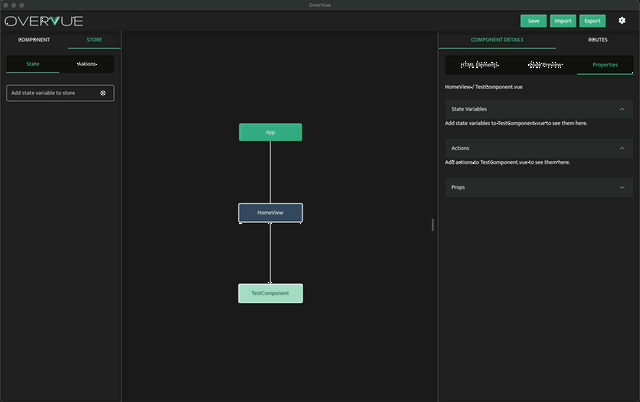 OverVue
OVERVUE
Save
Import
Export
COMPONENT
STORE
COMPONENT DETAILS
ROUTES
State
Actions
Properties
Add state variable to store
HomeView / TestComponent.vue
State Variables
Add state variables to TestComponent.vue to see them here.
Actions
Add actions to TestComponent.vue to see them here.
Props
App
HomeView
TestComponent